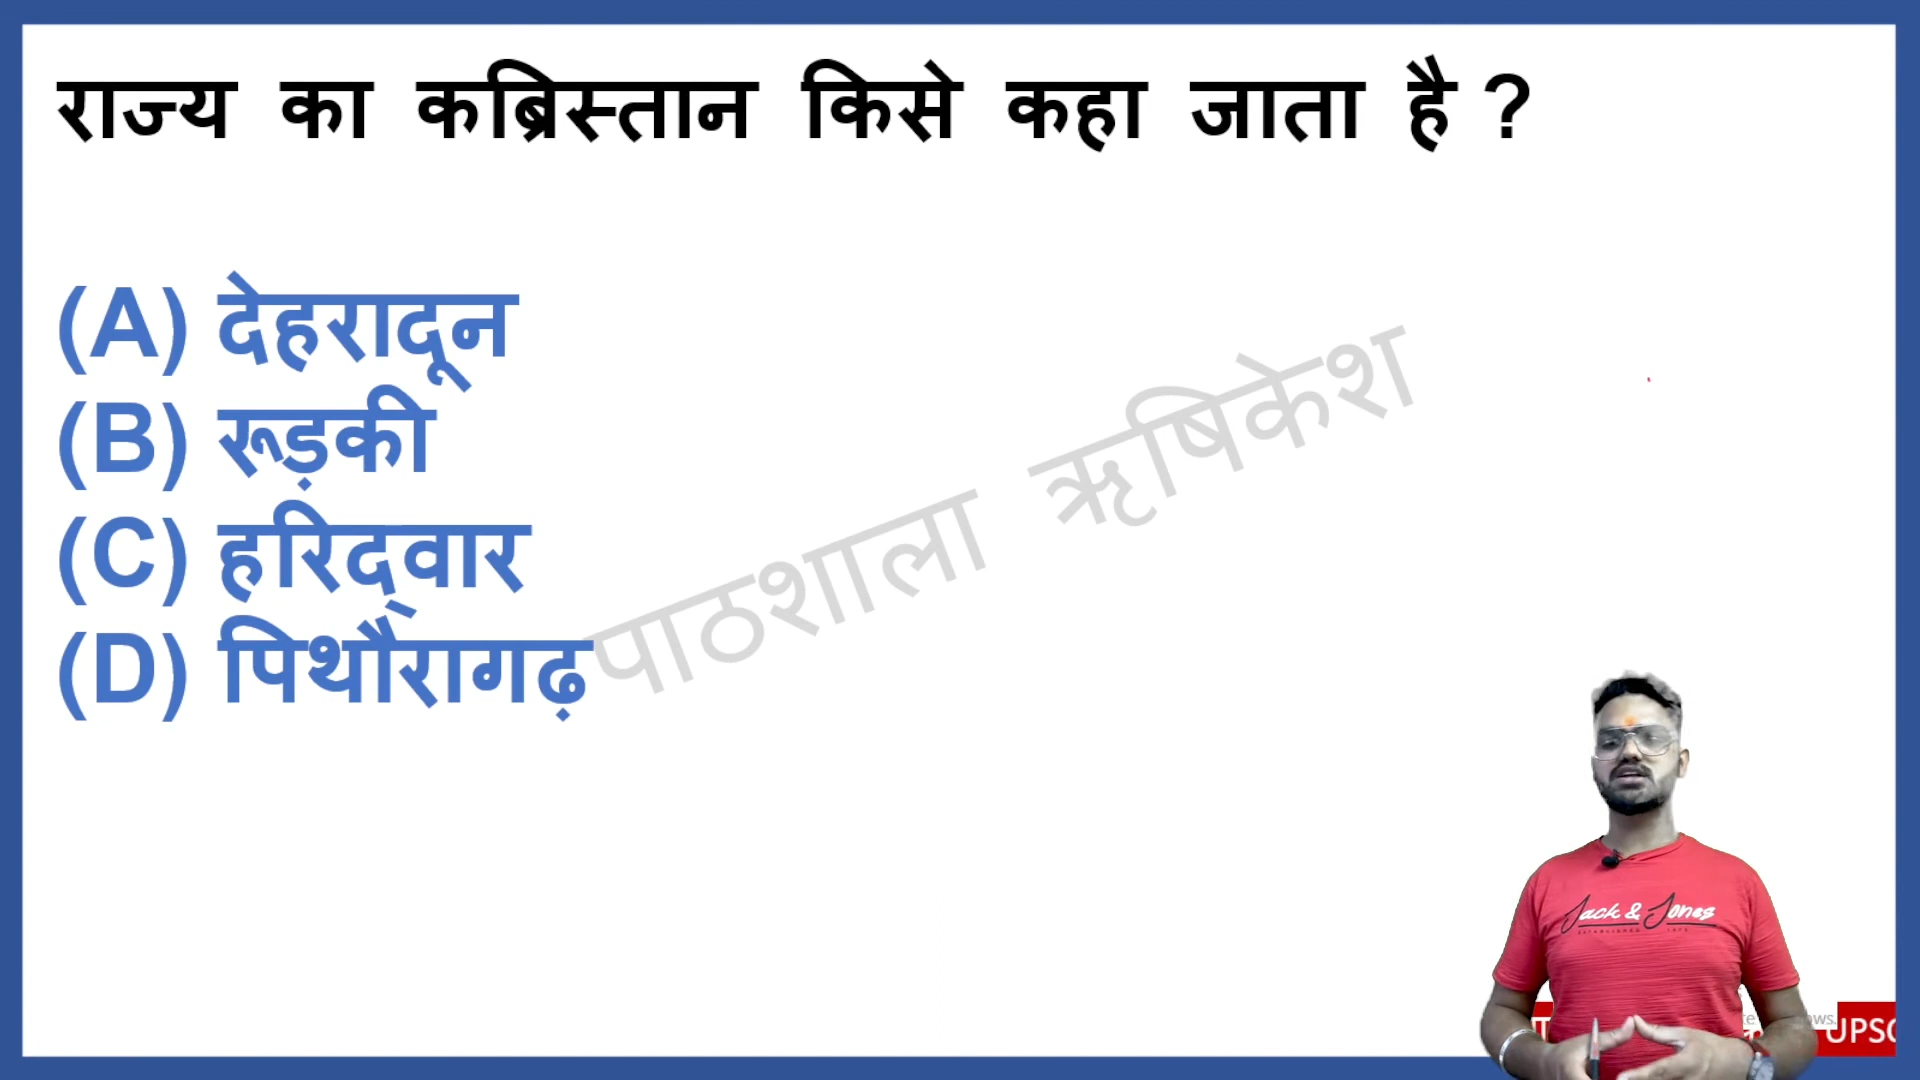 राज्य का कब्रिस्तान किसे कहा जाता है ?
(A) देहरादून
(B) रूड़की
(C) हरिद्वार
(D) पिथौरागढ़
पाठशाला ऋषिकेश
Jack & Jones
UPSC